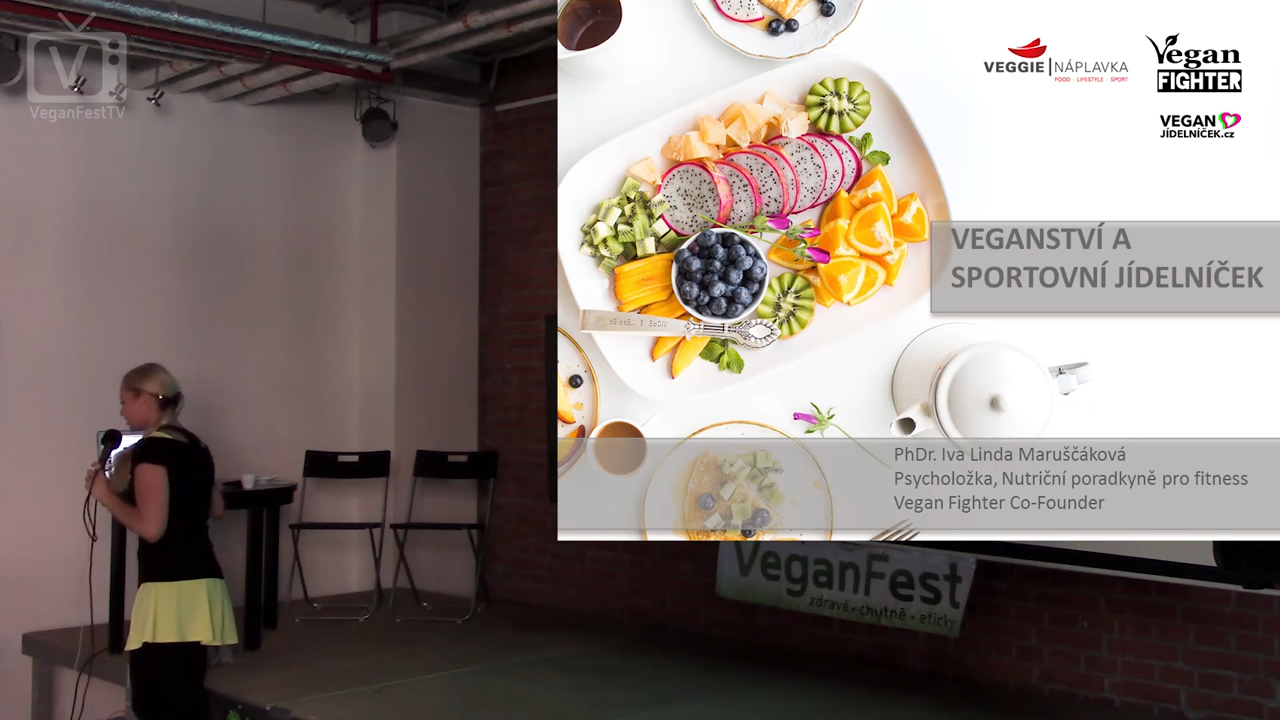 V
VeganFestTV
VEGGIE | NÁPLAVKA
FOOD · LIFESTYLE · SPORT
Vegan
FIGHTER
VEGAN
JÍDELNÍČEK.cz
VEGANSTVÍ A
SPORTOVNÍ JÍDELNÍČEK
PhDr. Iva Linda Maruščáková
Psycholožka, Nutriční poradkyně pro fitness
Vegan Fighter Co-Founder
VeganFest
zdravě • chutně • eticky